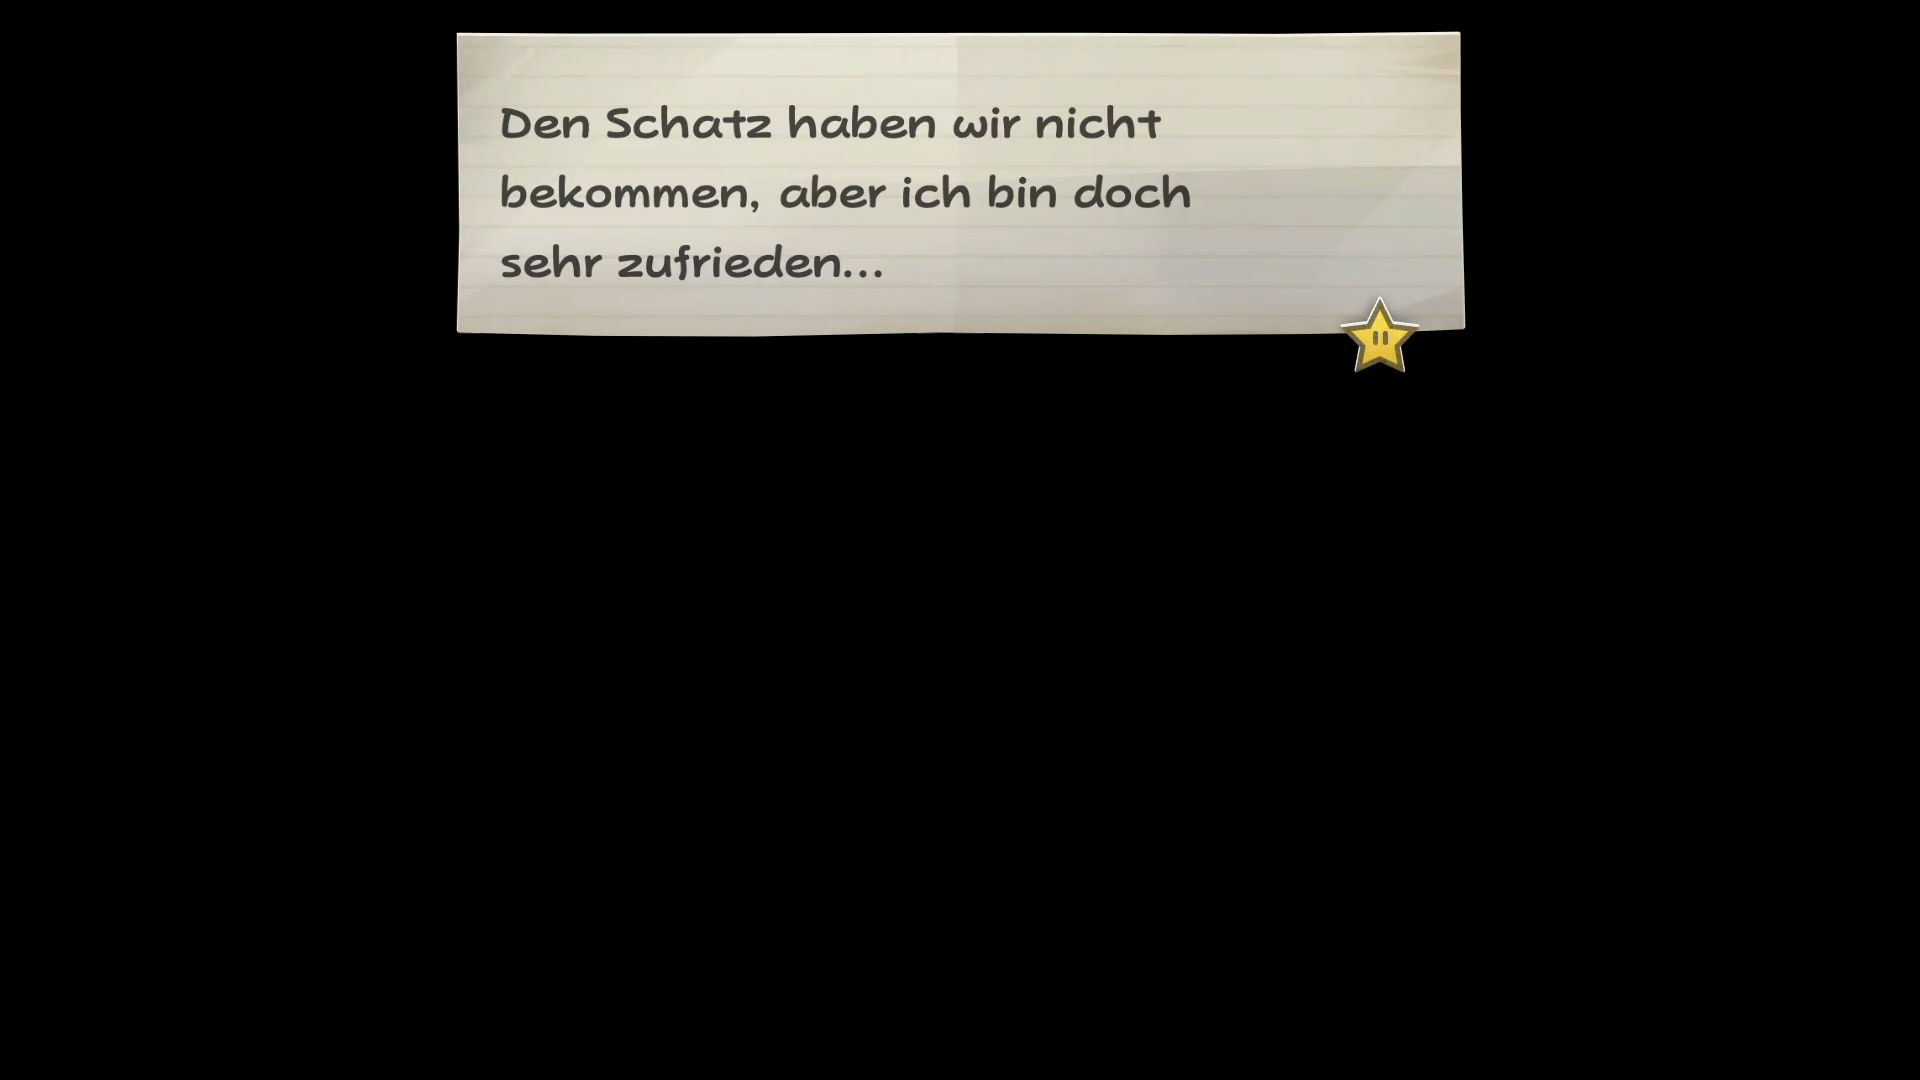 Den Schatz haben wir nicht
bekommen, aber ich bin doch
sehr zufrieden...